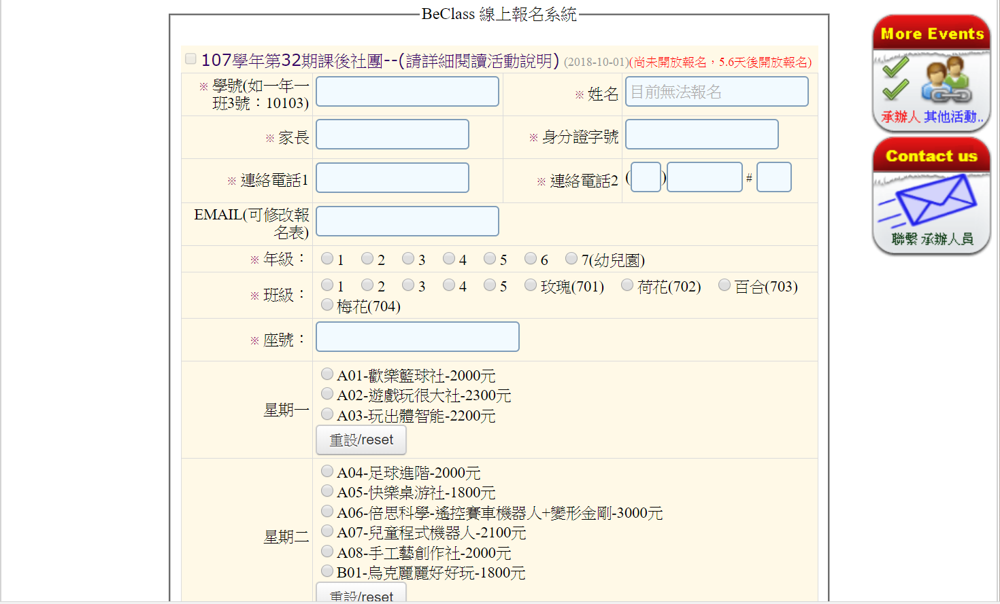 BeClass 線上報名系統
107學年第32期課後社團--(請詳細閱讀活動說明) (2018-10-01)(尚未開放報名，5.6天後開放報名)
※ 學號(如一年一班3號：10103)
※ 姓名 目前無法報名
※ 家長
※ 身分證字號
※ 連絡電話1
※ 連絡電話2 ( ) #
EMAIL(可修改報名表)
※ 年級： 1 2 3 4 5 6 7(幼兒園)
※ 班級： 1 2 3 4 5 玫瑰(701) 荷花(702) 百合(703)
梅花(704)
※ 座號：
星期一
A01-歡樂籃球社-2000元
A02-遊戲玩很大社-2300元
A03-玩出體智能-2200元
重設/reset
星期二
A04-足球進階-2000元
A05-快樂桌游社-1800元
A06-倍思科學-遙控賽車機器人+變形金剛-3000元
A07-兒童程式機器人-2100元
A08-手工藝創作社-2000元
B01-烏克麗麗好好玩-1800元
重設/reset
More Events
承辦人 其他活動..
Contact us
聯繫 承辦人員